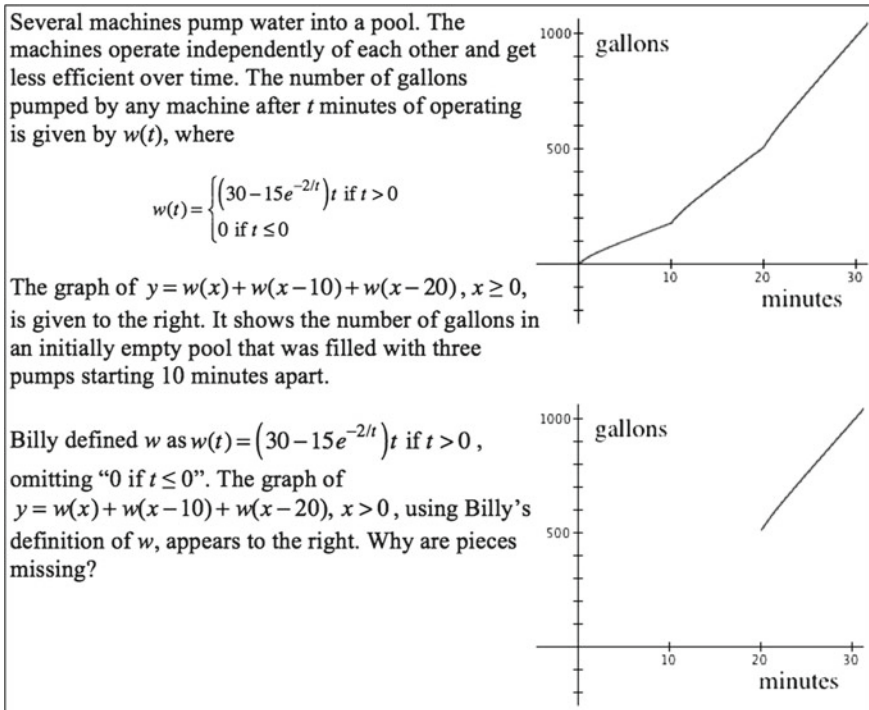 Several machines pump water into a pool. The
machines operate independently of each other and get
less efficient over time. The number of gallons
pumped by any machine after t minutes of operating
is given by w(t), where
w(t) = { (30 – 15e^{–2/t})t if t > 0
0 if t ≤ 0
The graph of y = w(x) + w(x – 10) + w(x – 20), x ≥ 0,
is given to the right. It shows the number of gallons in
an initially empty pool that was filled with three
pumps starting 10 minutes apart.
1000
gallons
500
10 20 30
minutes
Billy defined w as w(t) = (30 – 15e^{–2/t})t if t > 0,
omitting “0 if t ≤ 0”. The graph of
y = w(x) + w(x – 10) + w(x – 20), x > 0, using Billy’s
definition of w, appears to the right. Why are pieces
missing?
1000
gallons
500
10 20 30
minutes